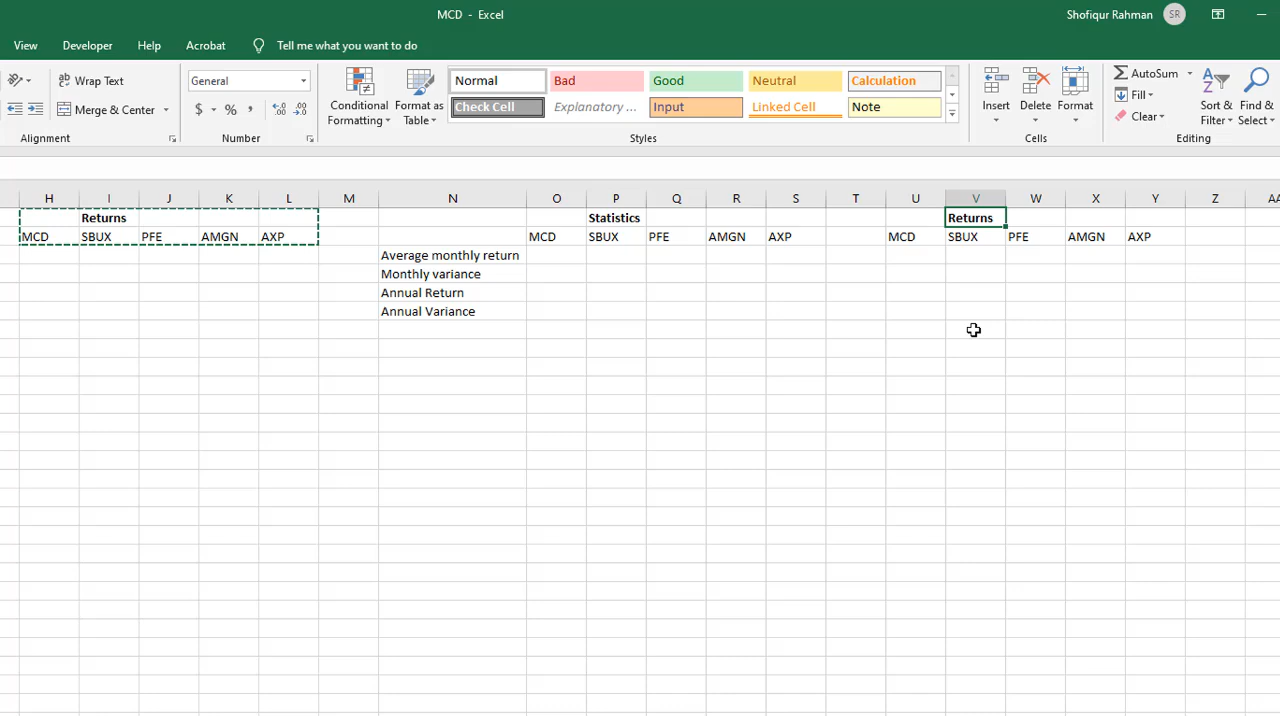 MCD - Excel
Shofiqur Rahman SR
View Developer Help Acrobat Tell me what you want to do
Wrap Text
Merge & Center
Alignment
General
$ % ,
Number
Conditional Formatting
Format as Table
Normal Bad Good Neutral Calculation
Check Cell Explanatory ... Input Linked Cell Note
Styles
Insert Delete Format
Cells
AutoSum
Fill
Clear
Sort & Filter
Find & Select
Editing
H I J K L M N O P Q R S T U V W X Y Z AA
Returns Statistics Returns
MCD SBUX PFE AMGN AXP MCD SBUX PFE AMGN AXP MCD SBUX PFE AMGN AXP
Average monthly return
Monthly variance
Annual Return
Annual Variance